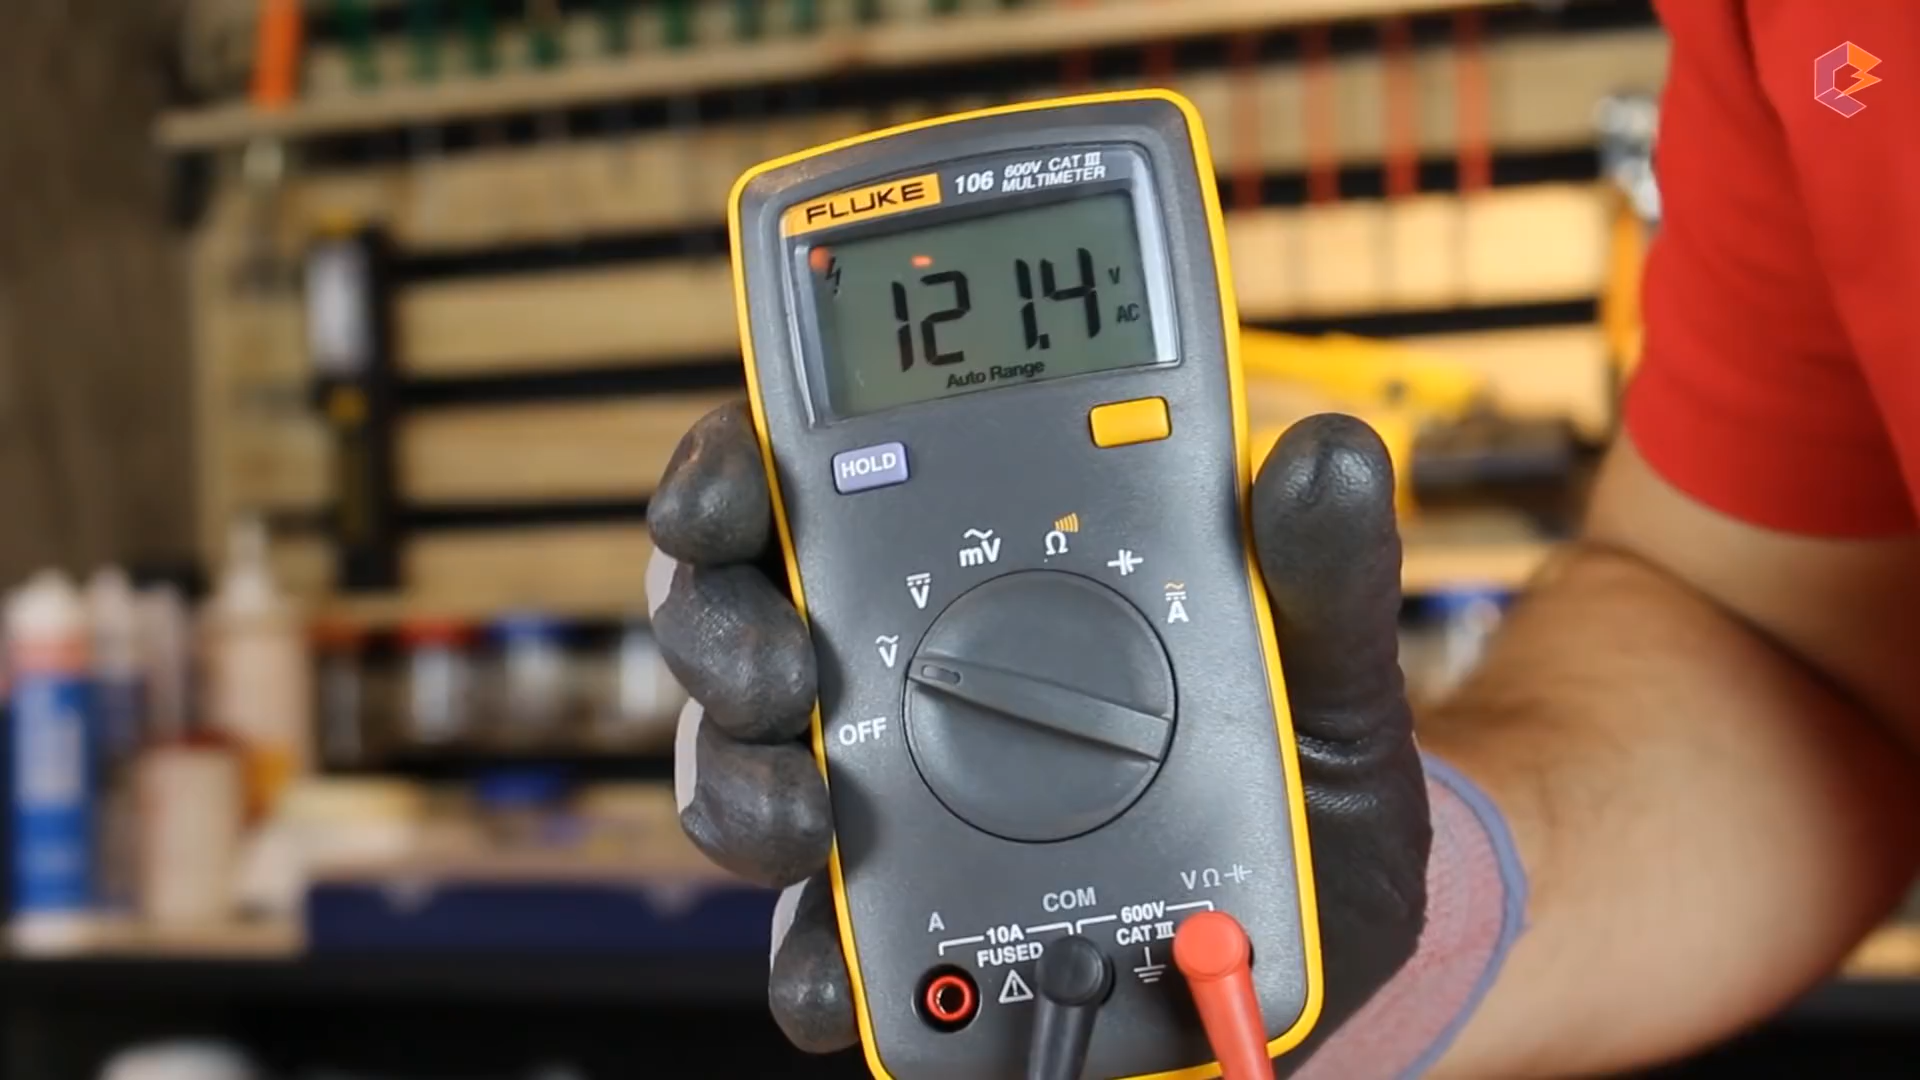 FLUKE 106 600V CAT III
MULTIMETER
121.4 V
AC
Auto Range
HOLD
mV
Ω
V
A
V
OFF
COM
V Ω
A
10A
FUSED
600V
CAT III